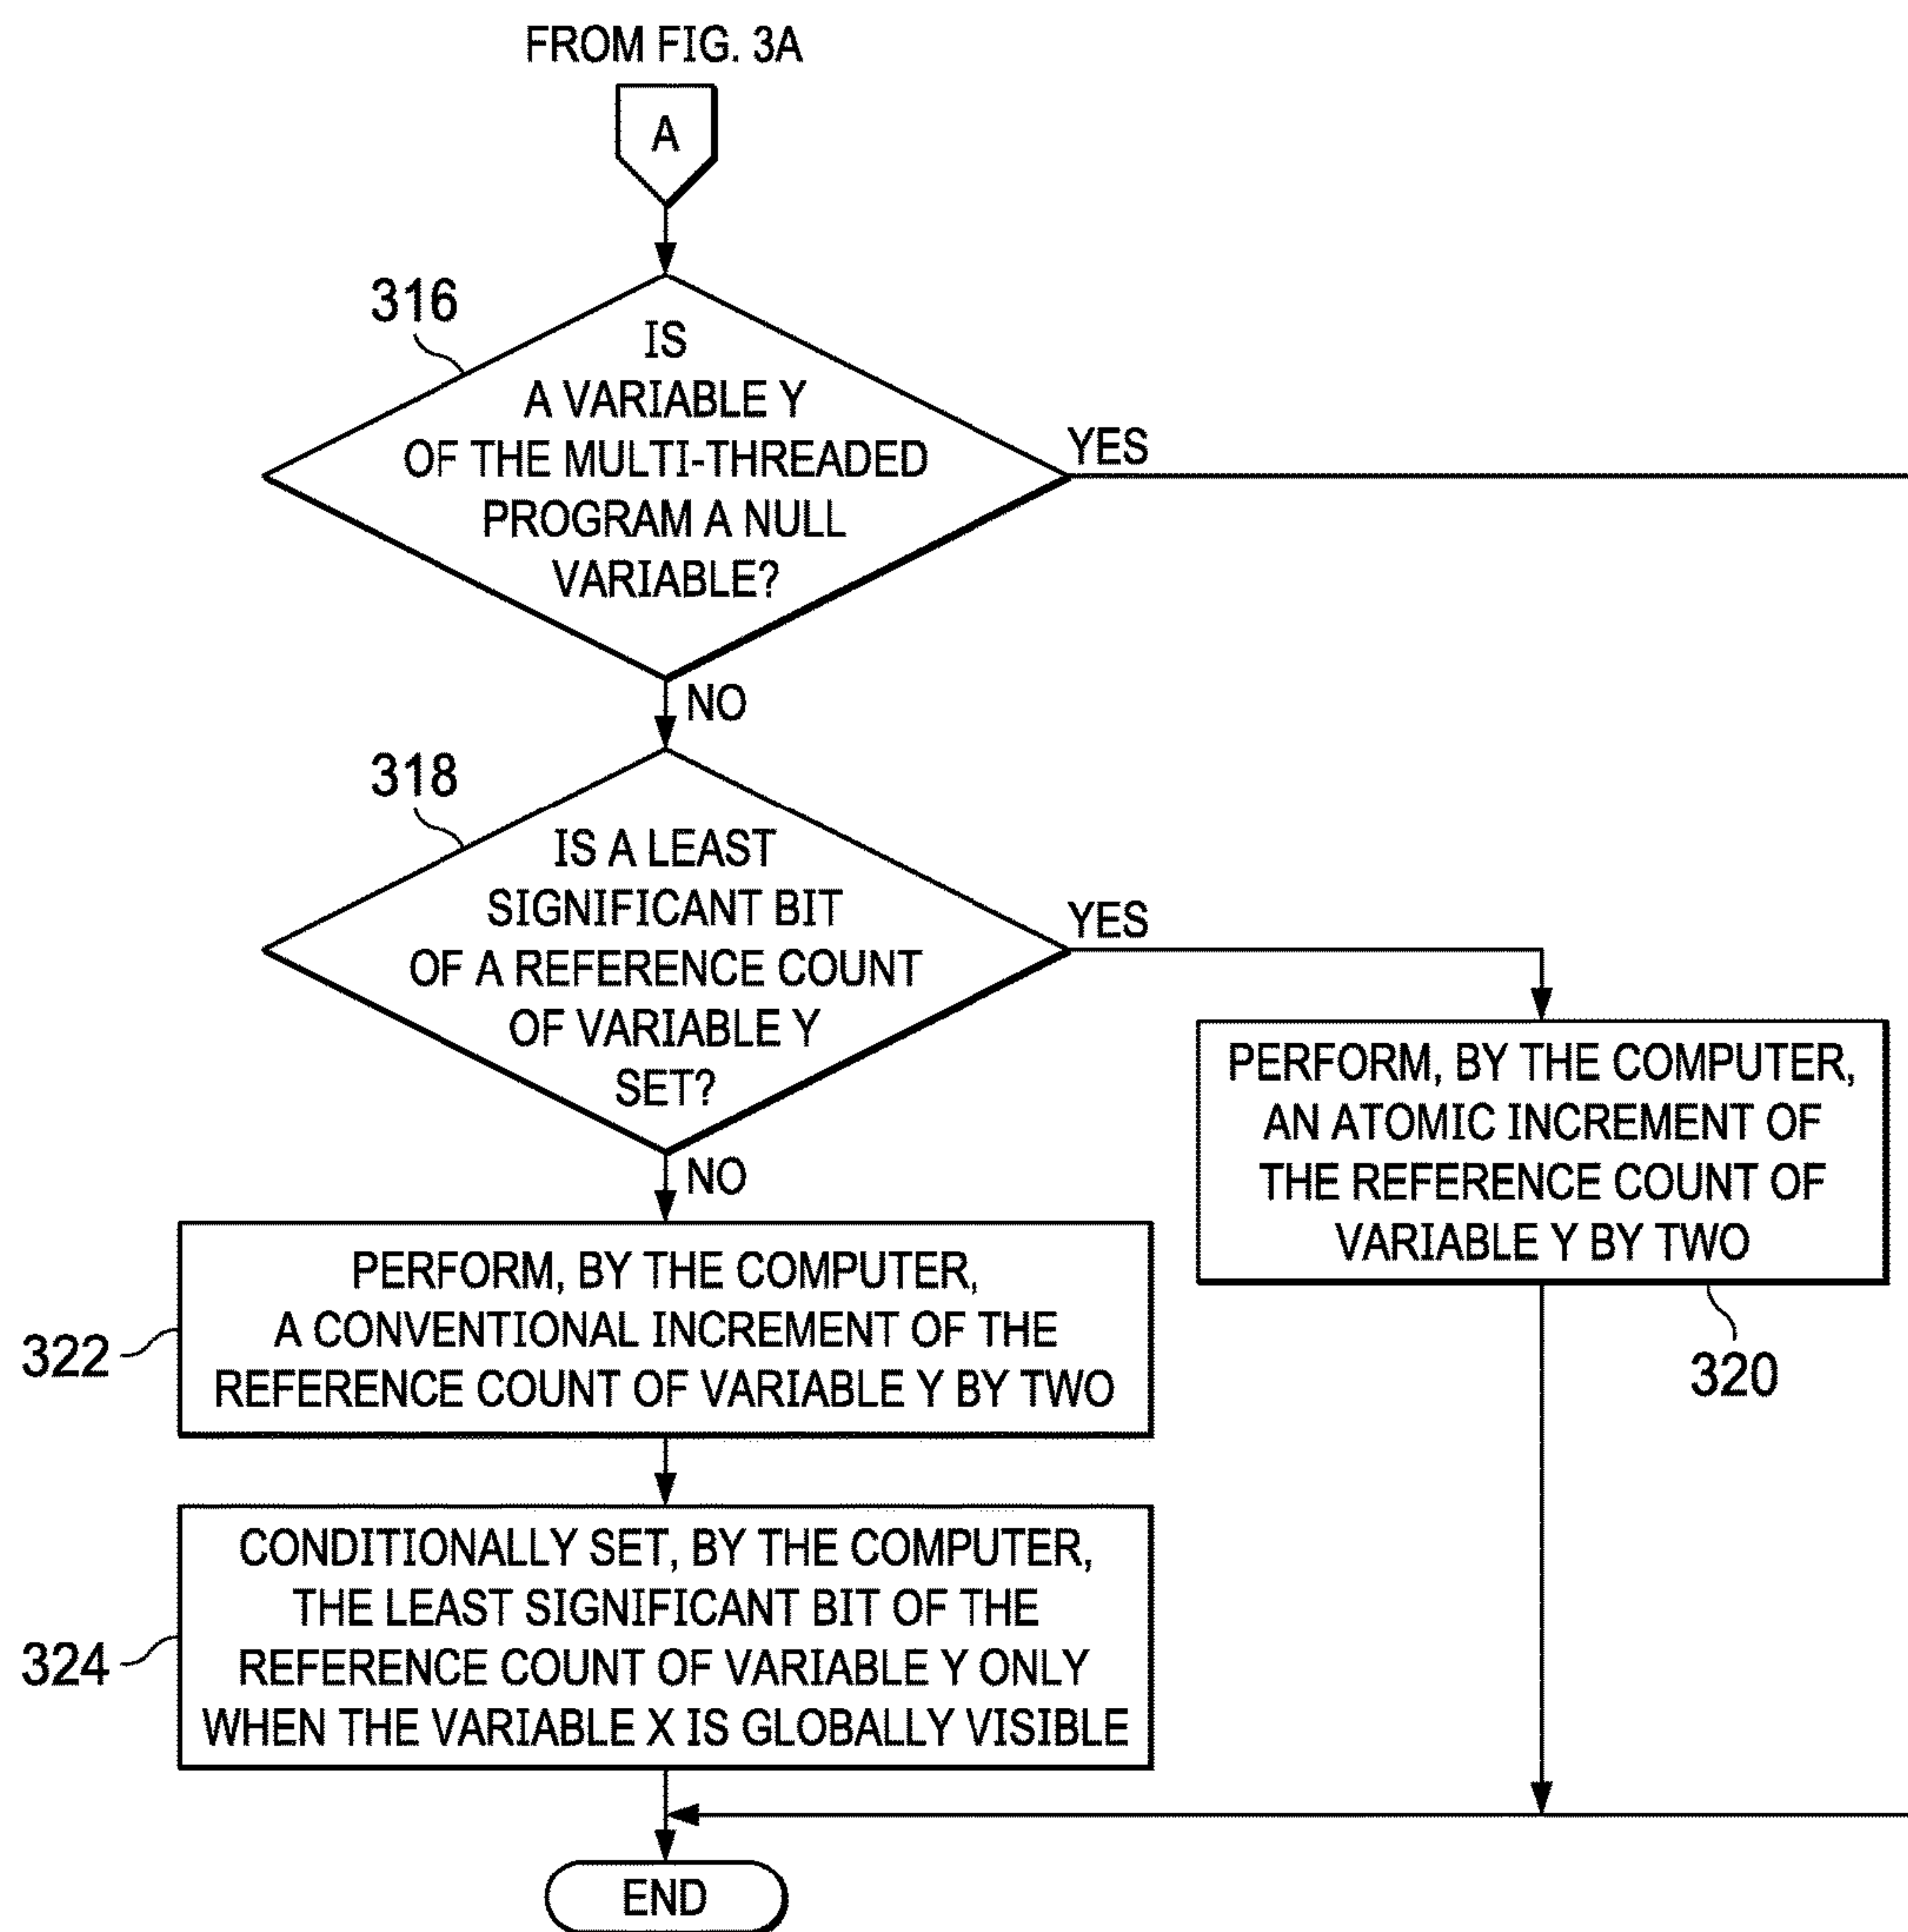 FROM FIG. 3A
A
316
IS
A VARIABLE Y
OF THE MULTI-THREADED
PROGRAM A NULL
VARIABLE?
YES
NO
318
IS A LEAST
SIGNIFICANT BIT
OF A REFERENCE COUNT
OF VARIABLE Y
SET?
YES
NO
PERFORM, BY THE COMPUTER,
AN ATOMIC INCREMENT OF
THE REFERENCE COUNT OF
VARIABLE Y BY TWO
320
322
PERFORM, BY THE COMPUTER,
A CONVENTIONAL INCREMENT OF THE
REFERENCE COUNT OF VARIABLE Y BY TWO
324
CONDITIONALLY SET, BY THE COMPUTER,
THE LEAST SIGNIFICANT BIT OF THE
REFERENCE COUNT OF VARIABLE Y ONLY
WHEN THE VARIABLE X IS GLOBALLY VISIBLE
END